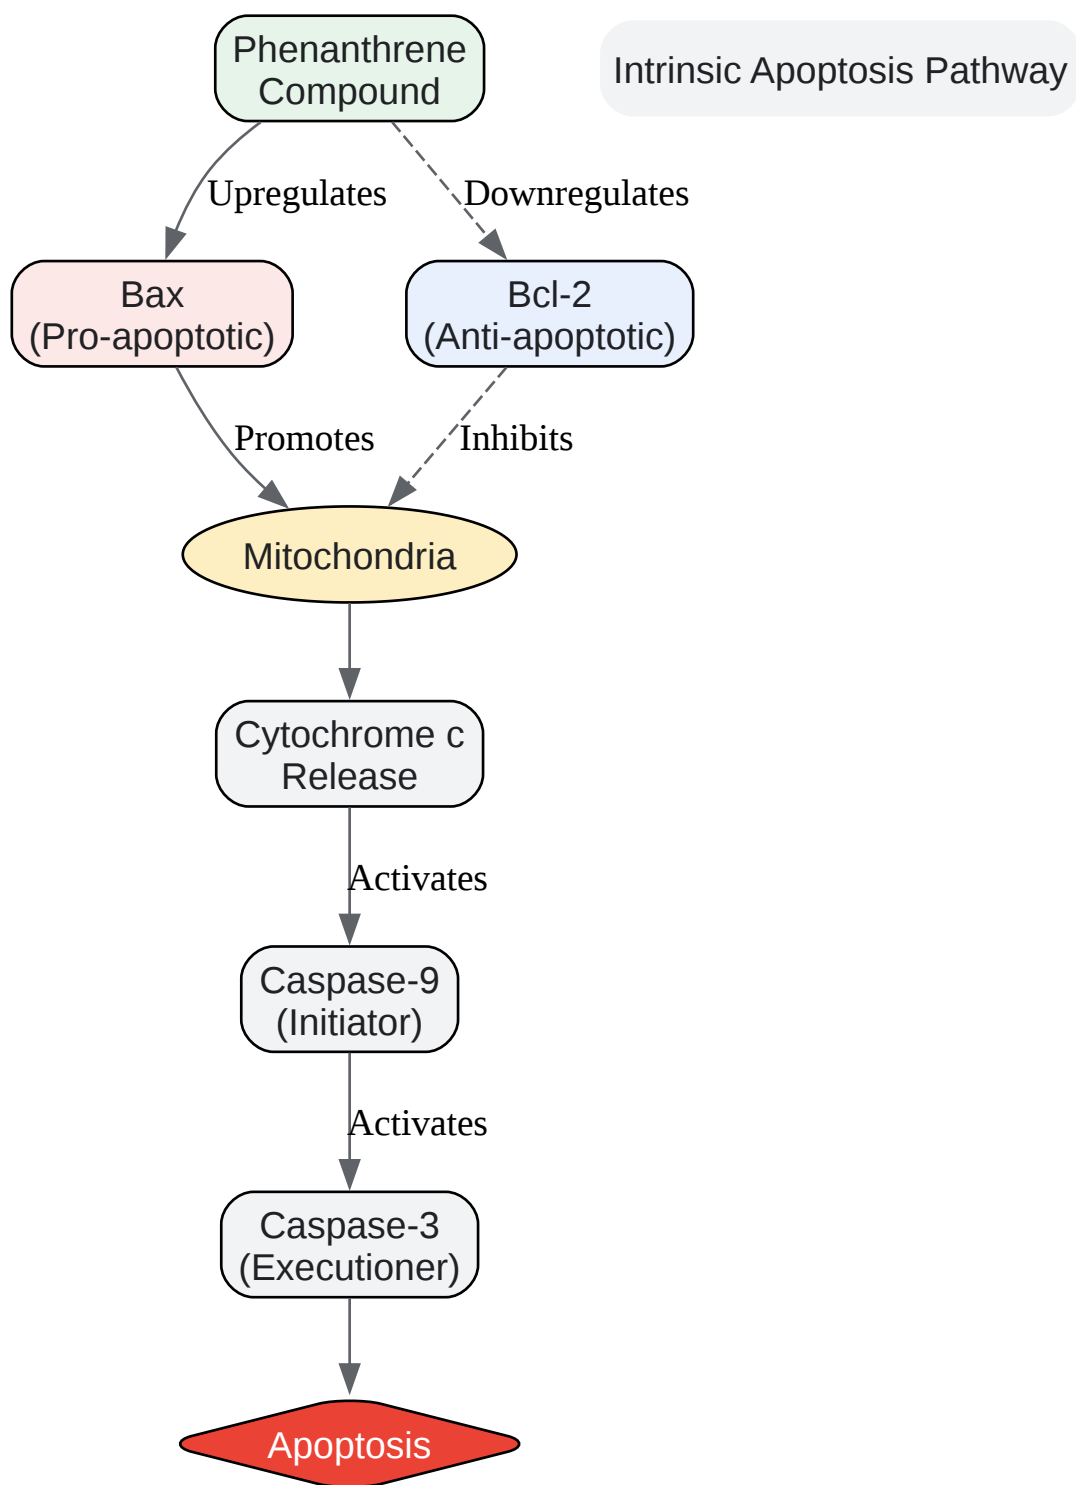 Phenanthrene
Compound
Intrinsic Apoptosis Pathway
Upregulates
Downregulates
Bax
(Pro-apoptotic)
Bcl-2
(Anti-apoptotic)
Promotes
Inhibits
Mitochondria
Cytochrome c
Release
Activates
Caspase-9
(Initiator)
Activates
Caspase-3
(Executioner)
Apoptosis